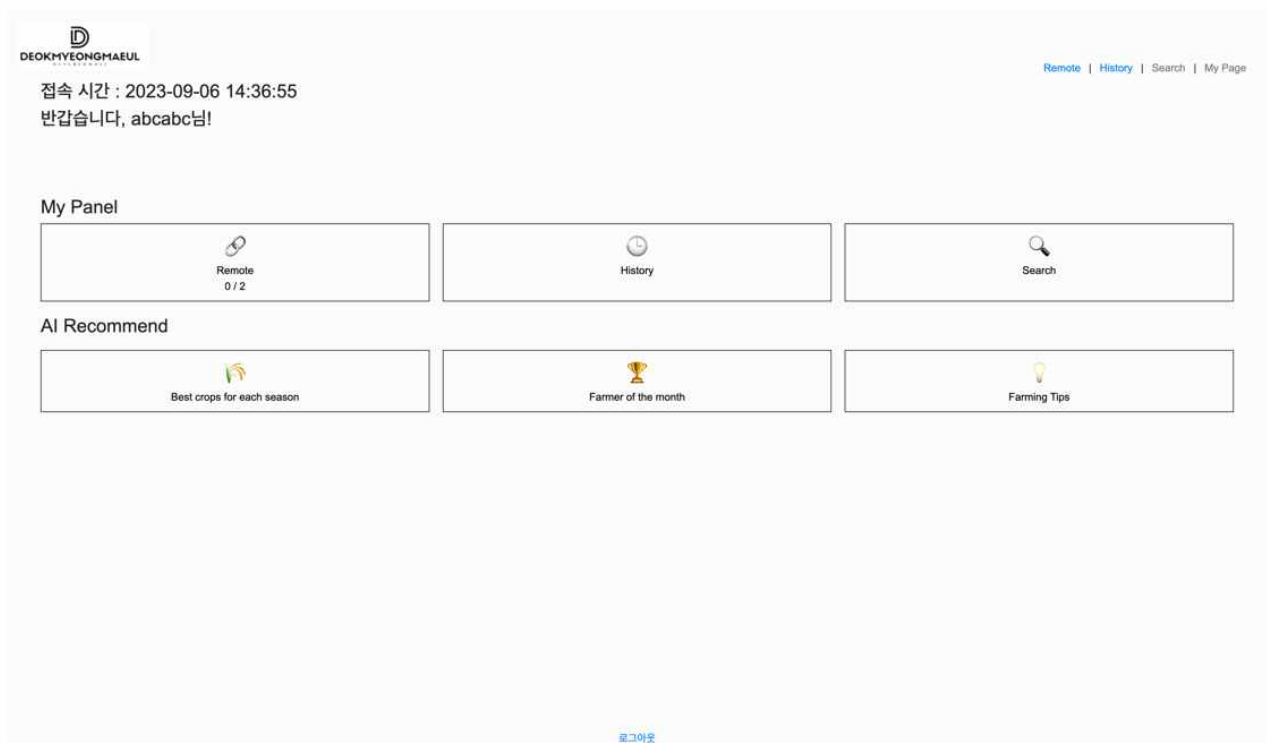 DEOKMYEONGMAEUL
Remote | History | Search | My Page
접속 시간 : 2023-09-06 14:36:55
반갑습니다, abcabc님!
My Panel
Remote
0 / 2
History
Search
AI Recommend
Best crops for each season
Farmer of the month
Farming Tips
로그아웃